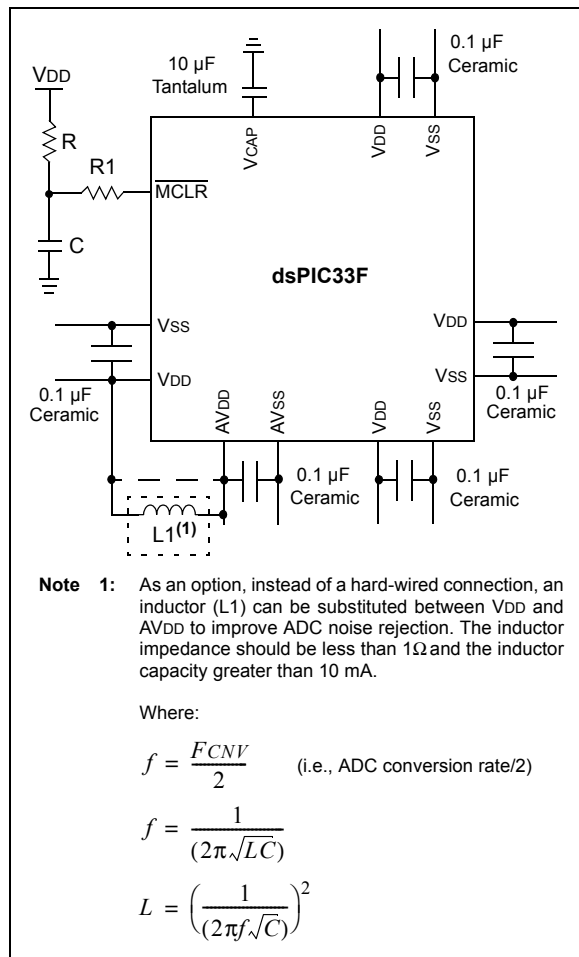 0.1 µF
Ceramic
10 µF
Tantalum
VDD
R
R1
C
VCAP
VDD
VSS
MCLR
dsPIC33F
VSS
VDD
0.1 µF
Ceramic
VDD
VSS
0.1 µF
Ceramic
AVDD
AVSS
VDD
VSS
0.1 µF
Ceramic
0.1 µF
Ceramic
L1(1)
Note 1: As an option, instead of a hard-wired connection, an
inductor (L1) can be substituted between VDD and
AVDD to improve ADC noise rejection. The inductor
impedance should be less than 1Ω and the inductor
capacity greater than 10 mA.
Where:
f = FCNV / 2 (i.e., ADC conversion rate/2)
f = 1 / (2π√LC)
L = (1 / (2πf√C))²